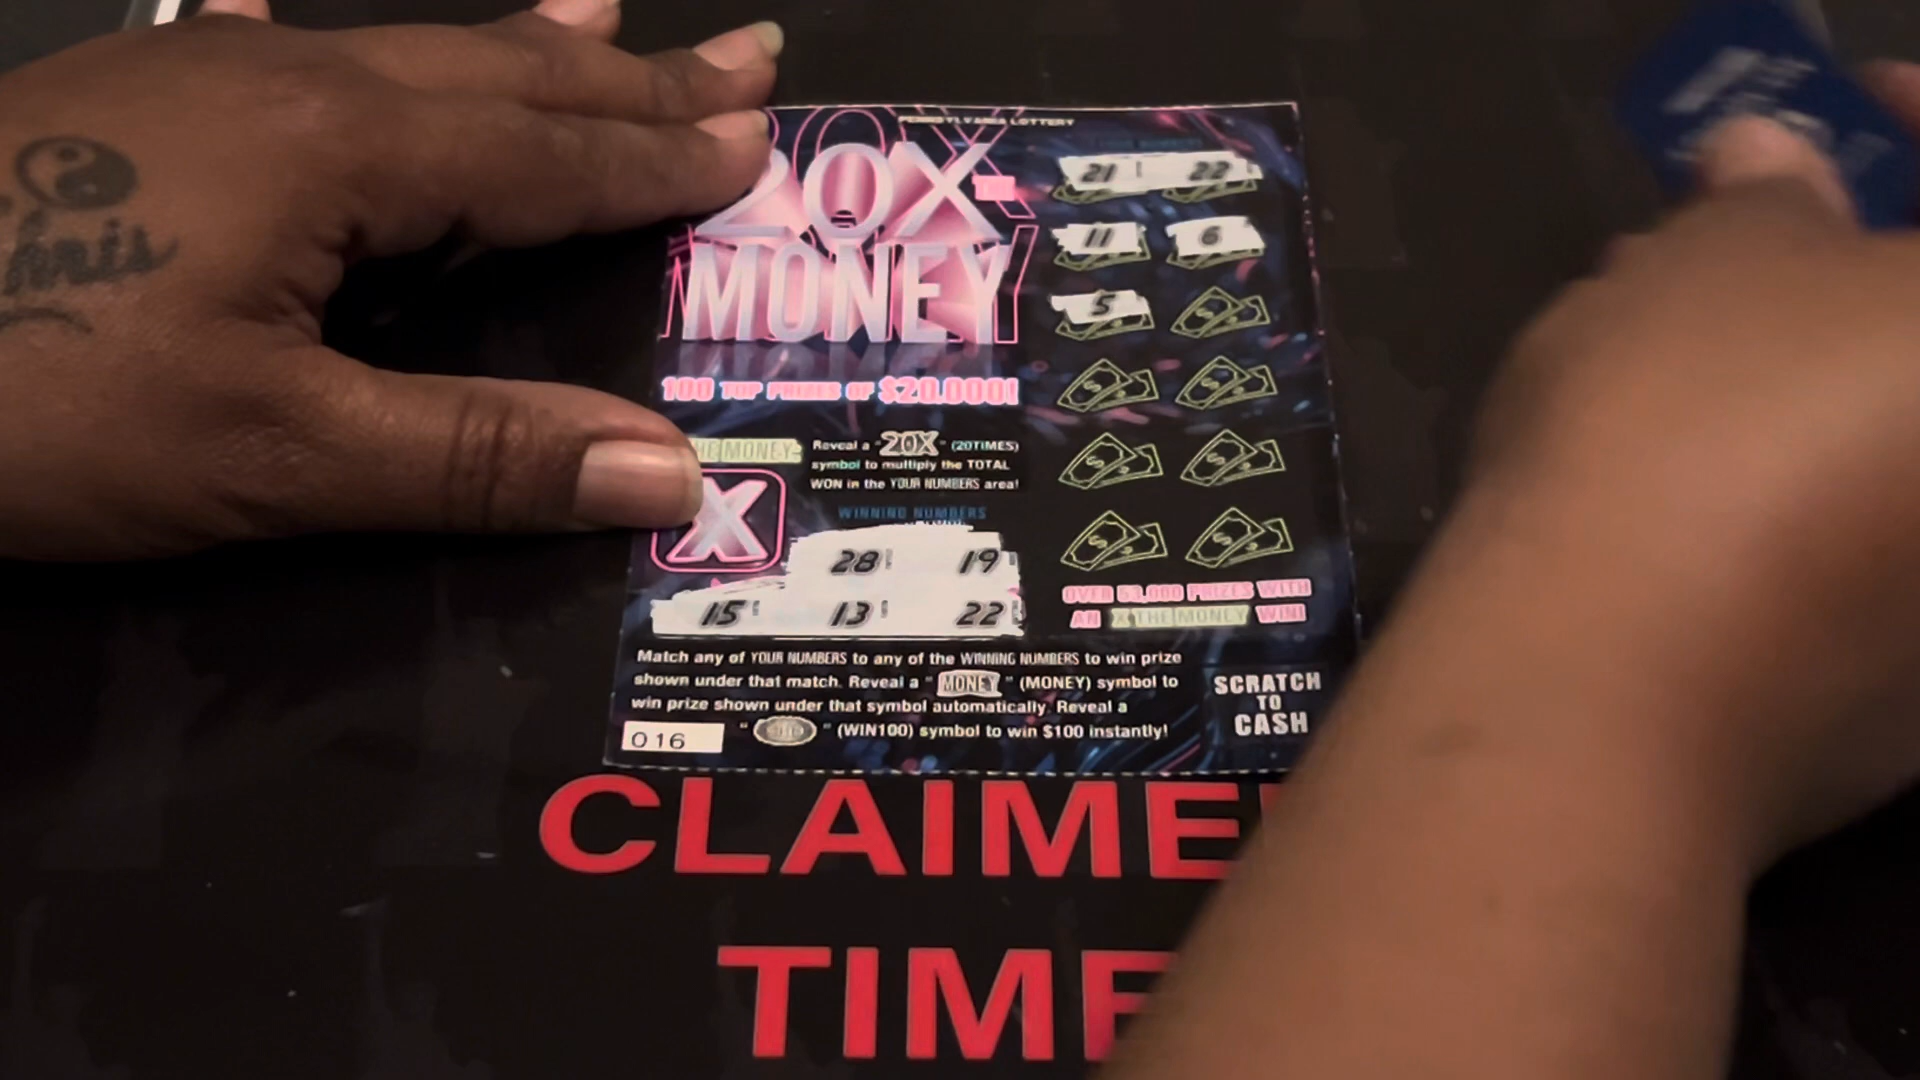 PENNSYLVANIA LOTTERY
20X THE
MONEY
100 TOP PRIZES OF $20,000!
THE MONEY
X
Reveal a "20X" (20TIMES)
symbol to multiply the TOTAL
WON in the YOUR NUMBERS area!
WINNING NUMBERS
28 19
15 13 22
21 22
11 6
5
OVER 53,000 PRIZES WITH
AN X THE MONEY WIN!
Match any of YOUR NUMBERS to any of the WINNING NUMBERS to win prize
shown under that match. Reveal a "MONEY" (MONEY) symbol to
win prize shown under that symbol automatically. Reveal a
" " (WIN100) symbol to win $100 instantly!
016
SCRATCH
TO
CASH
CLAIME
TIME